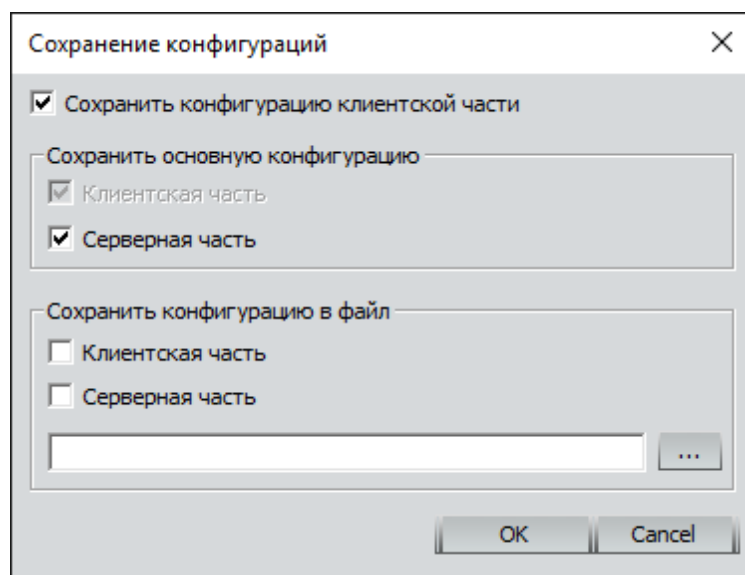 Сохранение конфигураций
Сохранить конфигурацию клиентской части
Сохранить основную конфигурацию
Клиентская часть
Серверная часть
Сохранить конфигурацию в файл
Клиентская часть
Серверная часть
...
OK Cancel